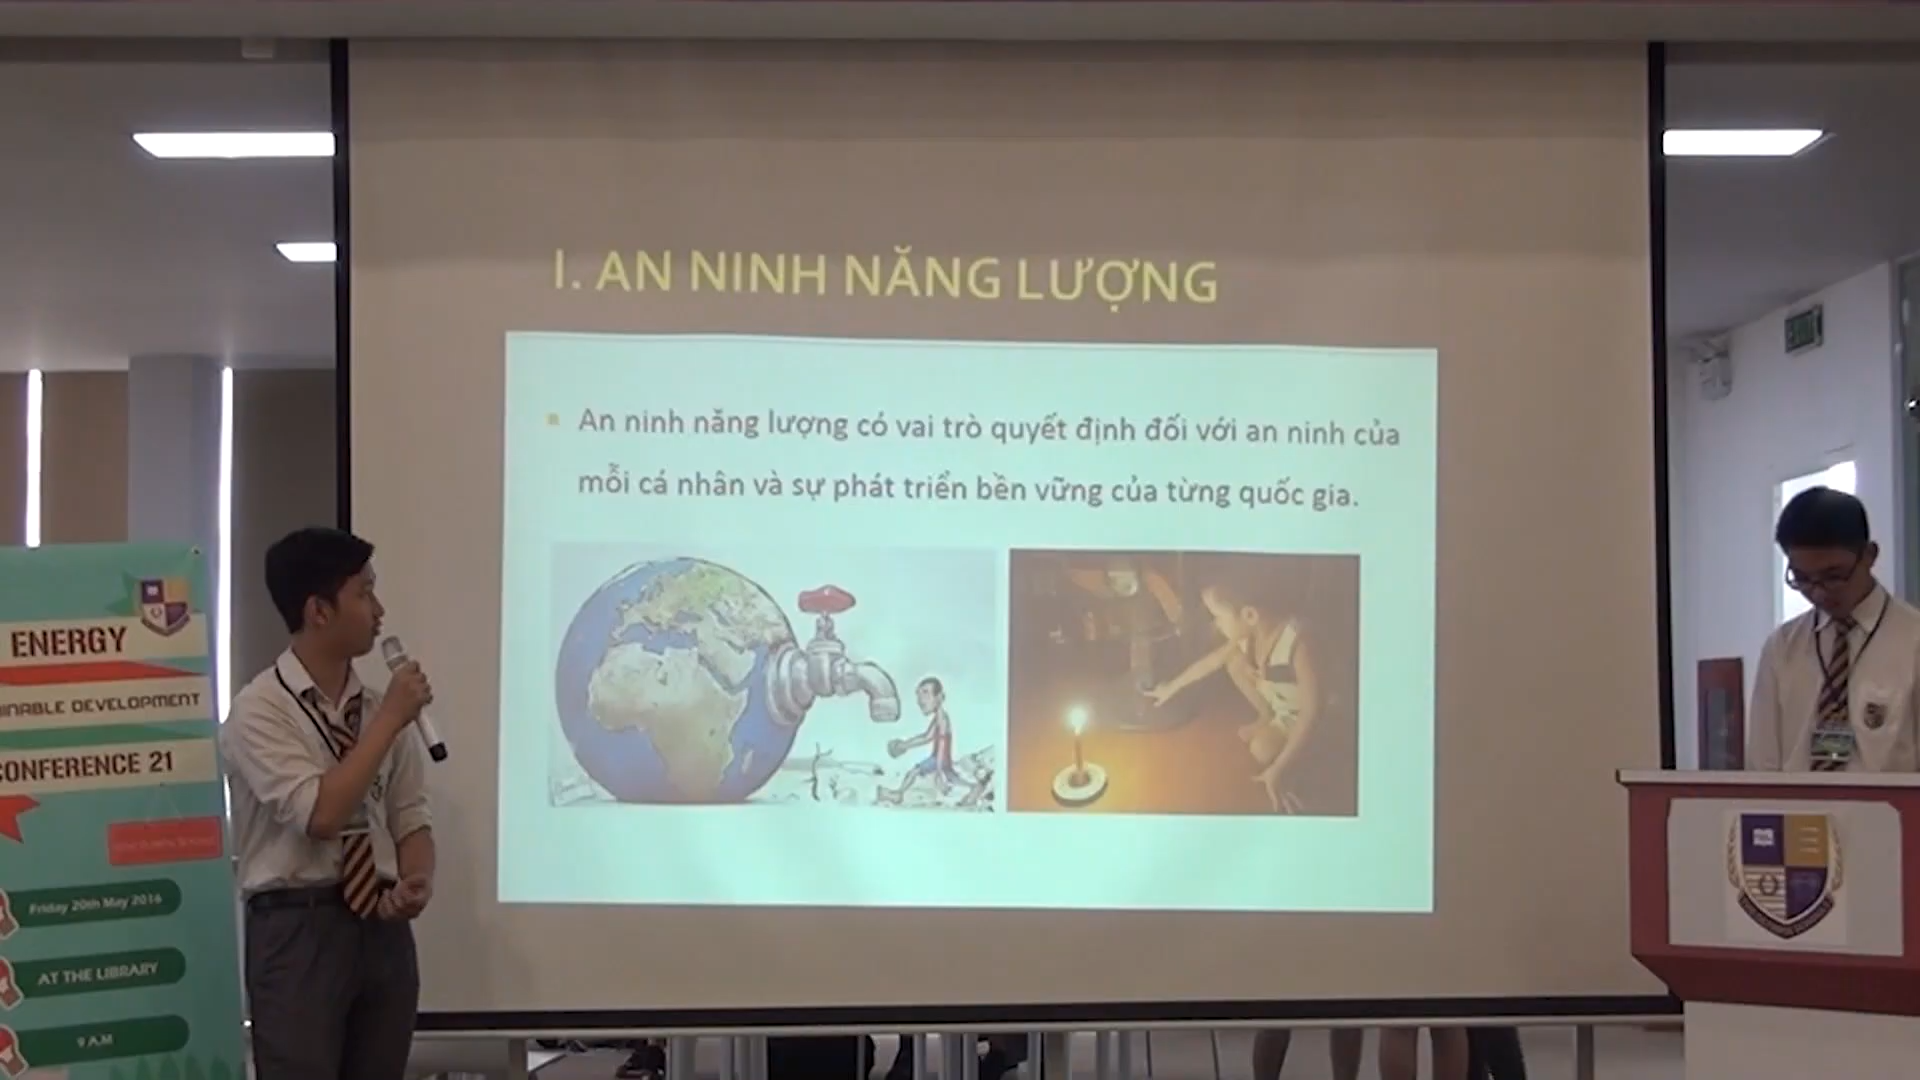 I. AN NINH NĂNG LƯỢNG
An ninh năng lượng có vai trò quyết định đối với an ninh của
mỗi cá nhân và sự phát triển bền vững của từng quốc gia.
EXIT
ENERGY
DEVELOPMENT
CONFERENCE 21
Friday 20th May 2016
AT THE LIBRARY
9 AM